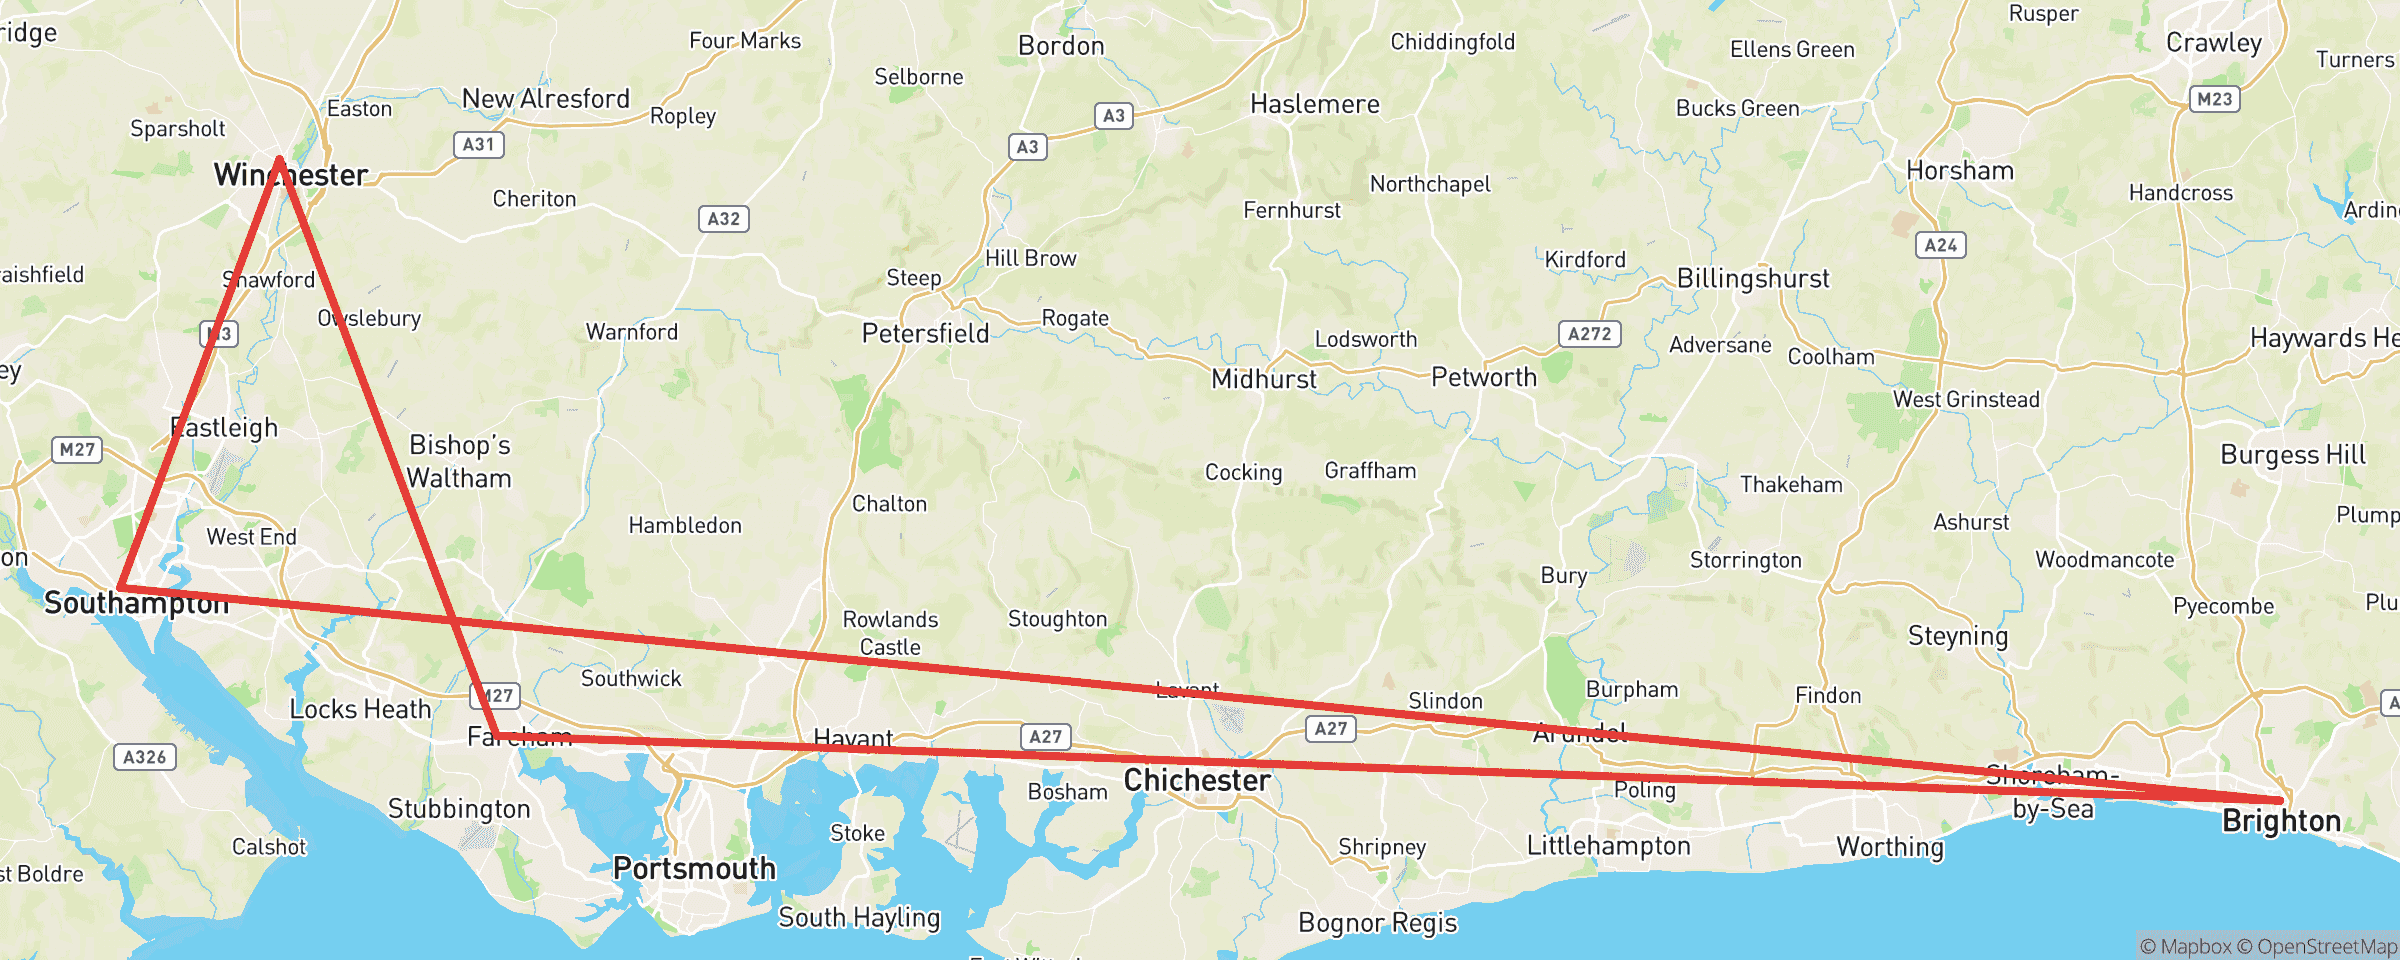 ridge
Four Marks
Bordon
Chiddingfold
Rusper
Ellens Green
Crawley
Turners
Selborne
New Alresford
Easton
Haslemere
M23
Bucks Green
Sparsholt
Ropley
A3
A31
A3
Winchester
Horsham
Northchapel
Handcross
Cheriton
Fernhurst
A32
Ardin
A24
Hill Brow
Kirdford
raishfield
Shawford
Steep
Billingshurst
Owslebury
Rogate
M3
Warnford
Petersfield
Lodsworth
A272
Adversane
Coolham
Haywards He
ey
Midhurst
Petworth
West Grinstead
Eastleigh
M27
Bishop's
Waltham
Cocking
Graffham
Burgess Hill
Thakeham
Chalton
Hambledon
Ashurst
Plump
West End
on
Storrington
Woodmancote
Bury
Southampton
Rowlands
Castle
Stoughton
Pyecombe
Plu
Steyning
Southwick
Lavant
M27
Slindon
Burpham
Findon
A
Locks Heath
Fareham
Havant
A27
A27
Arundel
A326
Chichester
Shoreham-
by-Sea
Bosham
Poling
Stubbington
Brighton
Calshot
Stoke
Shripney
Littlehampton
Worthing
st Boldre
Portsmouth
South Hayling
Bognor Regis
© Mapbox © OpenStreetMap